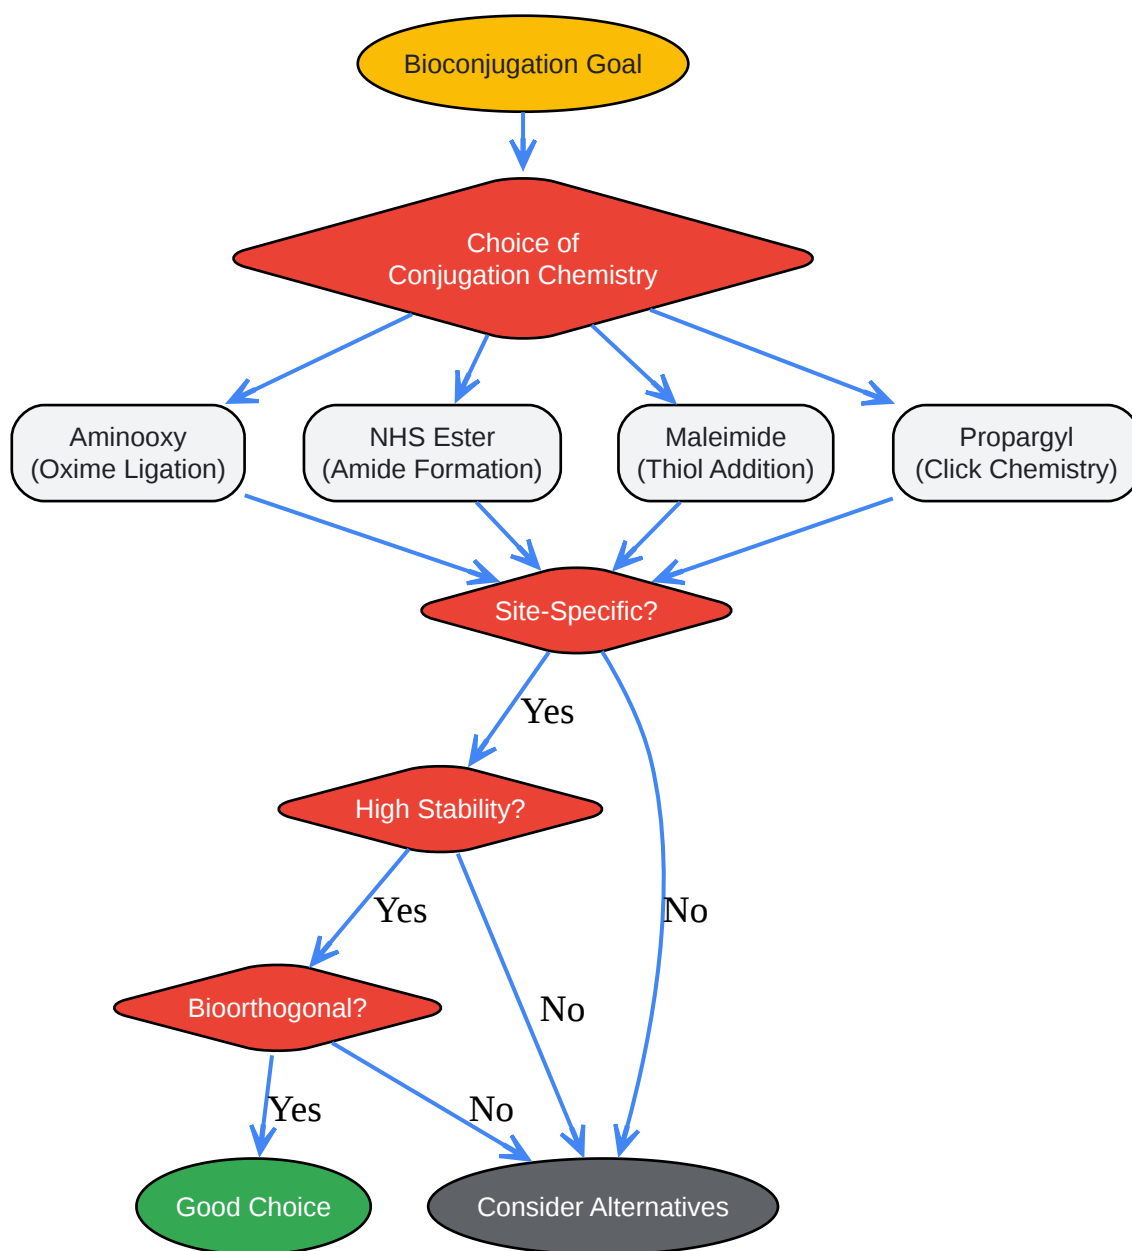 Bioconjugation Goal
Choice of
Conjugation Chemistry
Aminooxy
(Oxime Ligation)
NHS Ester
(Amide Formation)
Maleimide
(Thiol Addition)
Propargyl
(Click Chemistry)
Site-Specific?
Yes
High Stability?
Yes
No
Bioorthogonal?
No
Yes
No
Good Choice
Consider Alternatives